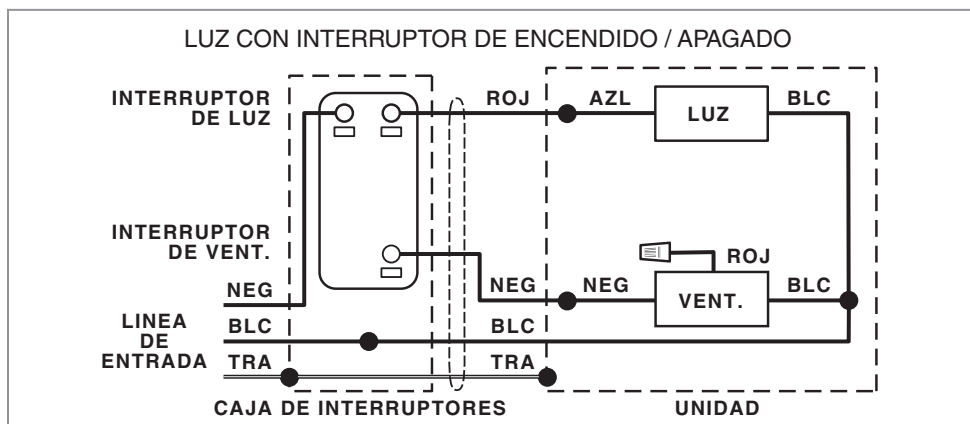 LUZ CON INTERRUPTOR DE ENCENDIDO / APAGADO
INTERRUPTOR
DE LUZ
ROJ
AZL
LUZ
BLC
INTERRUPTOR
DE VENT.
ROJ
NEG
NEG
NEG
VENT.
BLC
LINEA
DE
ENTRADA
BLC
BLC
TRA
TRA
CAJA DE INTERRUPTORES
UNIDAD